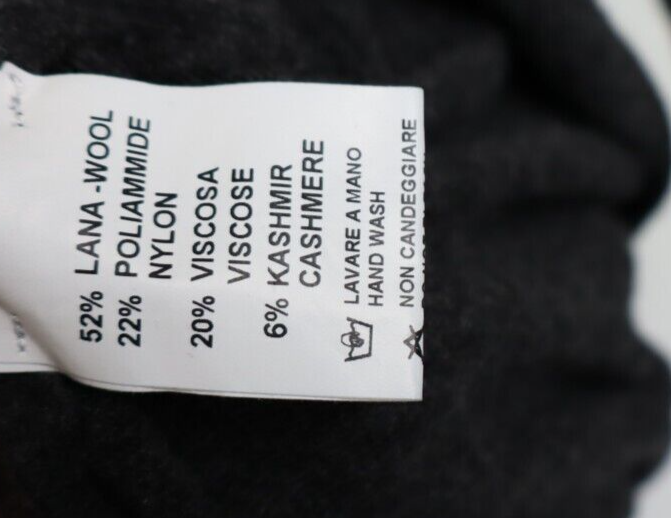 52% LANA -WOOL
22% POLIAMMIDE
NYLON
20% VISCOSA
VISCOSE
6% KASHMIR
CASHMERE
LAVARE A MANO
HAND WASH
NON CANDEGGIARE